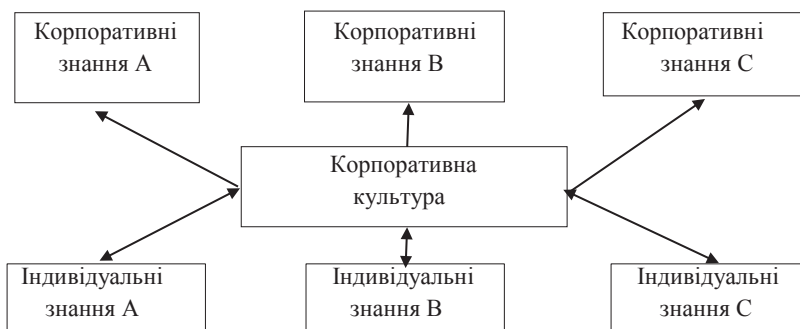 Корпоративні
знання А
Корпоративні
знання В
Корпоративні
знання С
Корпоративна
культура
Індивідуальні
знання А
Індивідуальні
знання В
Індивідуальні
знання С